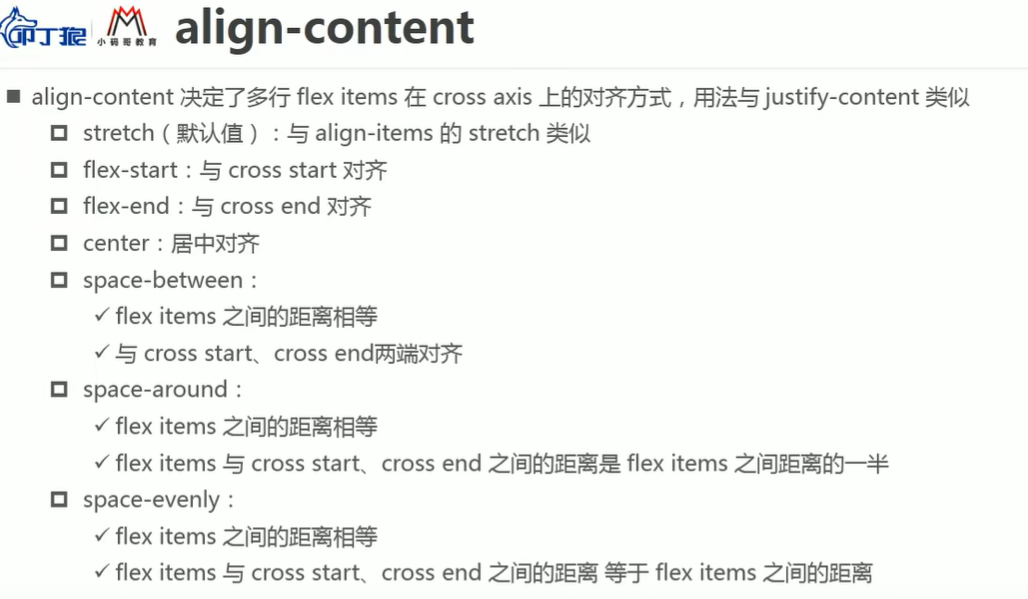 叩丁狼
小码哥教育
align-content
align-content 决定了多行 flex items 在 cross axis 上的对齐方式，用法与 justify-content 类似
stretch（默认值）：与 align-items 的 stretch 类似
flex-start：与 cross start 对齐
flex-end：与 cross end 对齐
center：居中对齐
space-between：
flex items 之间的距离相等
与 cross start、cross end两端对齐
space-around：
flex items 之间的距离相等
flex items 与 cross start、cross end 之间的距离是 flex items 之间距离的一半
space-evenly：
flex items 之间的距离相等
flex items 与 cross start、cross end 之间的距离 等于 flex items 之间的距离